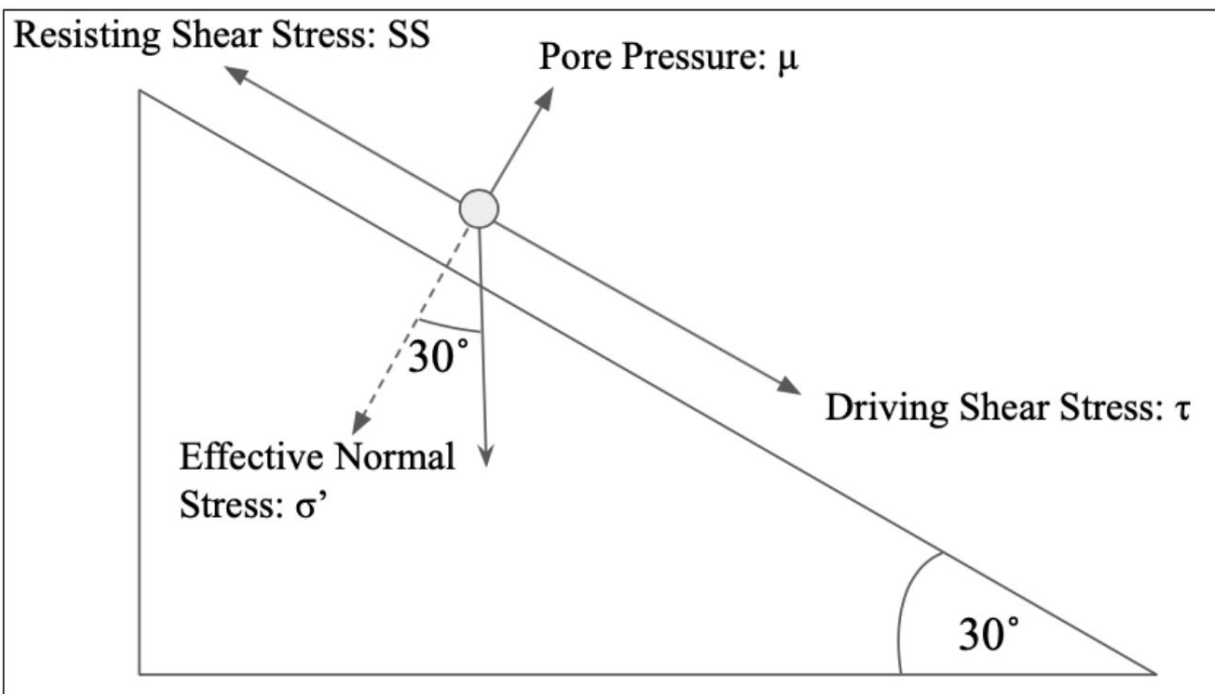 Resisting Shear Stress: SS
Pore Pressure: μ
30˚
Driving Shear Stress: τ
Effective Normal
Stress: σ’
30˚